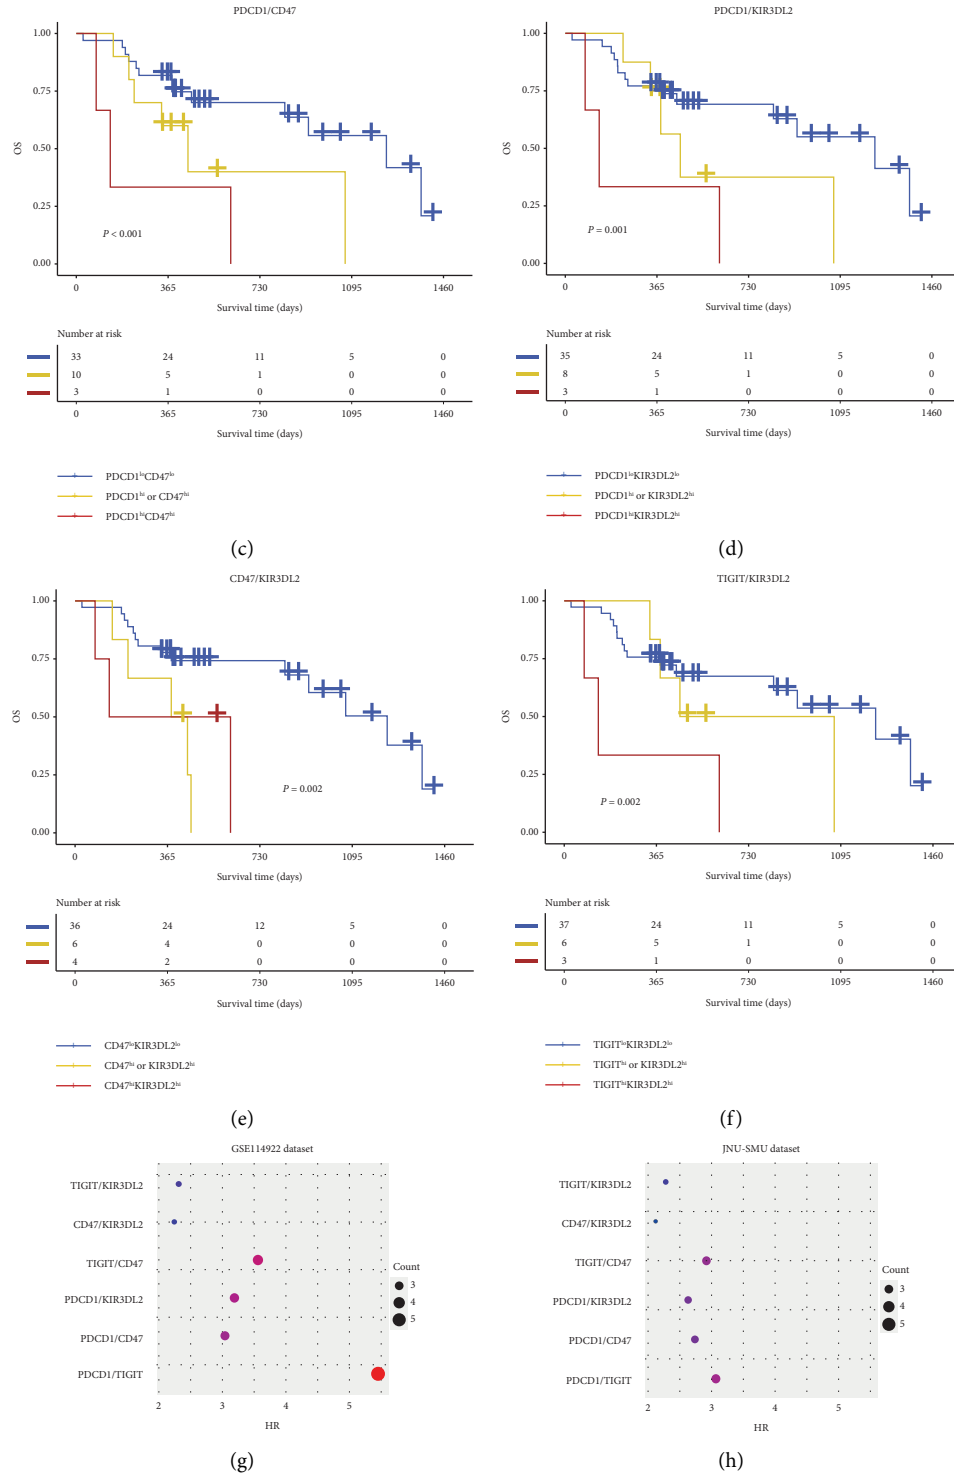 PDCD1/CD47
1.00
0.75
0.50
0.25
0.00
OS
P < 0.001
0 365 730 1095 1460
Survival time (days)
Number at risk
33 24 11 5 0
10 5 1 0 0
3 1 0 0 0
0 365 730 1095 1460
Survival time (days)
PDCD1ˡᵒCD47ˡᵒ
PDCD1ʰⁱ or CD47ʰⁱ
PDCD1ʰⁱCD47ʰⁱ
(c)
PDCD1/KIR3DL2
1.00
0.75
0.50
0.25
0.00
OS
P = 0.001
0 365 730 1095 1460
Survival time (days)
Number at risk
35 24 11 5 0
8 5 1 0 0
3 1 0 0 0
0 365 730 1095 1460
Survival time (days)
PDCD1ˡᵒKIR3DL2ˡᵒ
PDCD1ʰⁱ or KIR3DL2ʰⁱ
PDCD1ʰⁱKIR3DL2ʰⁱ
(d)
CD47/KIR3DL2
1.00
0.75
0.50
0.25
0.00
OS
P = 0.002
0 365 730 1095 1460
Survival time (days)
Number at risk
36 24 12 5 0
6 4 0 0 0
4 2 0 0 0
0 365 730 1095 1460
Survival time (days)
CD47ˡᵒKIR3DL2ˡᵒ
CD47ʰⁱ or KIR3DL2ʰⁱ
CD47ʰⁱKIR3DL2ʰⁱ
(e)
TIGIT/KIR3DL2
1.00
0.75
0.50
0.25
0.00
OS
P = 0.002
0 365 730 1095 1460
Survival time (days)
Number at risk
37 24 11 5 0
6 5 1 0 0
3 1 0 0 0
0 365 730 1095 1460
Survival time (days)
TIGITˡᵒKIR3DL2ˡᵒ
TIGITʰⁱ or KIR3DL2ʰⁱ
TIGITʰⁱKIR3DL2ʰⁱ
(f)
GSE114922 dataset
TIGIT/KIR3DL2
CD47/KIR3DL2
TIGIT/CD47
PDCD1/KIR3DL2
PDCD1/CD47
PDCD1/TIGIT
2 3 4 5
HR
Count
3
4
5
(g)
JNU-SMU dataset
TIGIT/KIR3DL2
CD47/KIR3DL2
TIGIT/CD47
PDCD1/KIR3DL2
PDCD1/CD47
PDCD1/TIGIT
2 3 4 5
HR
Count
3
4
5
(h)